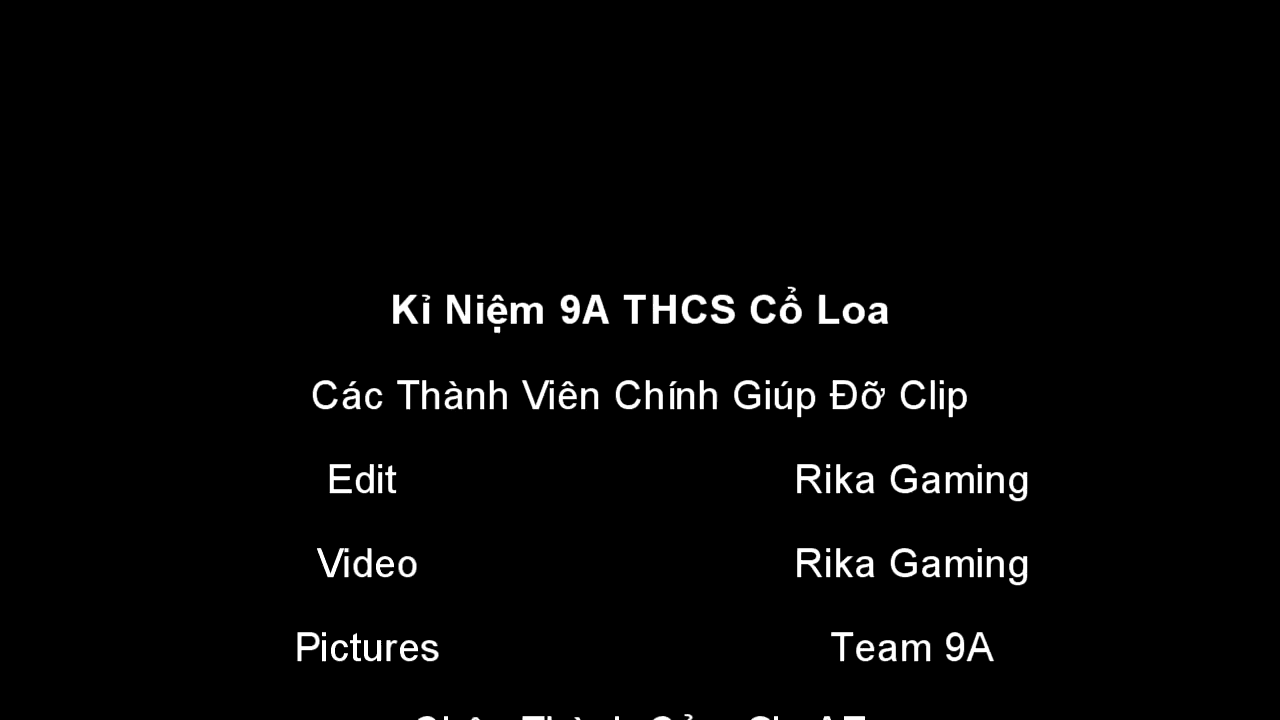 Kỉ Niệm 9A THCS Cổ Loa
Các Thành Viên Chính Giúp Đỡ Clip
Edit Rika Gaming
Video Rika Gaming
Pictures Team 9A